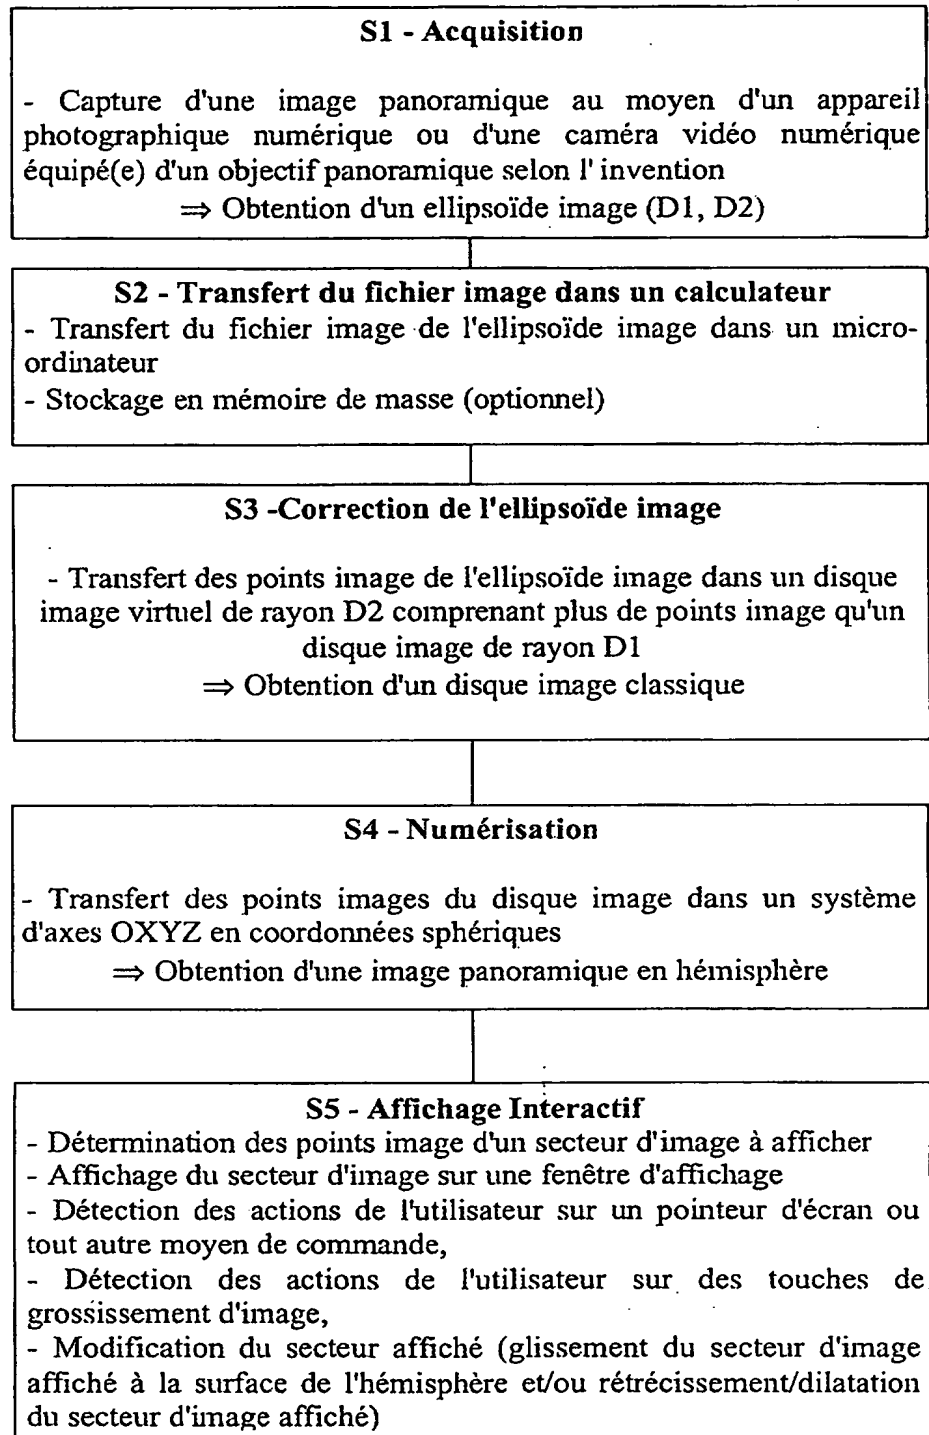 S1 - Acquisition
- Capture d'une image panoramique au moyen d'un appareil
photographique numérique ou d'une caméra vidéo numérique
équipé(e) d'un objectif panoramique selon l' invention
⇒ Obtention d'un ellipsoïde image (D1, D2)
S2 - Transfert du fichier image dans un calculateur
- Transfert du fichier image de l'ellipsoïde image dans un micro-
ordinateur
- Stockage en mémoire de masse (optionnel)
S3 -Correction de l'ellipsoïde image
- Transfert des points image de l'ellipsoïde image dans un disque
image virtuel de rayon D2 comprenant plus de points image qu'un
disque image de rayon D1
⇒ Obtention d'un disque image classique
S4 - Numérisation
- Transfert des points images du disque image dans un système
d'axes OXYZ en coordonnées sphériques
⇒ Obtention d'une image panoramique en hémisphère
S5 - Affichage Interactif
- Détermination des points image d'un secteur d'image à afficher
- Affichage du secteur d'image sur une fenêtre d'affichage
- Détection des actions de l'utilisateur sur un pointeur d'écran ou
tout autre moyen de commande,
- Détection des actions de l'utilisateur sur des touches de
grossissement d'image,
- Modification du secteur affiché (glissement du secteur d'image
affiché à la surface de l'hémisphère et/ou rétrécissement/dilatation
du secteur d'image affiché)